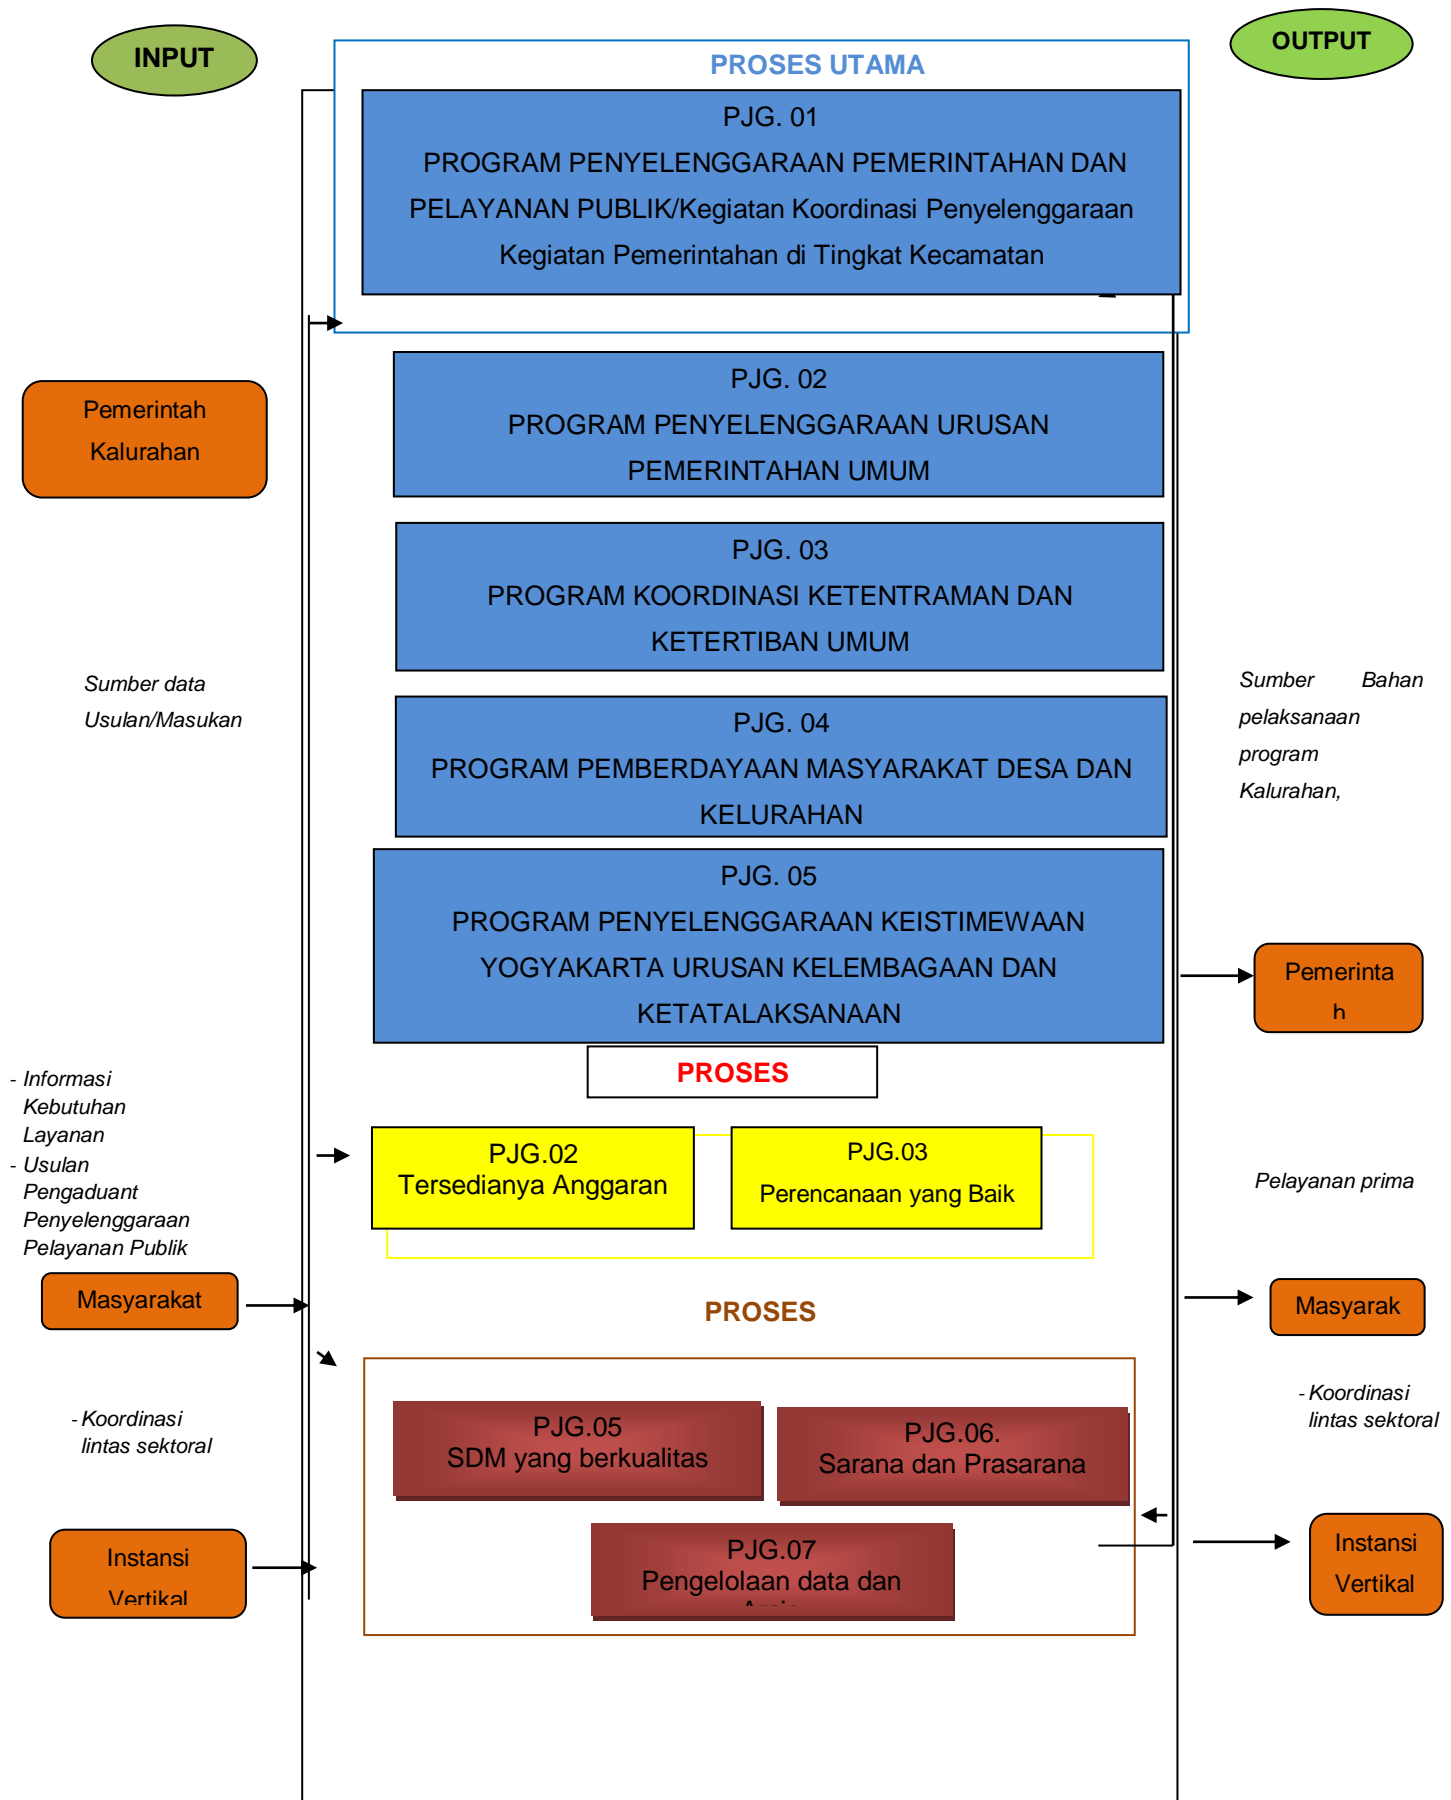 INPUT
OUTPUT
PROSES UTAMA
PJG. 01
PROGRAM PENYELENGGARAAN PEMERINTAHAN DAN
PELAYANAN PUBLIK/Kegiatan Koordinasi Penyelenggaraan
Kegiatan Pemerintahan di Tingkat Kecamatan
PJG. 02
PROGRAM PENYELENGGARAAN URUSAN
PEMERINTAHAN UMUM
Pemerintah
Kalurahan
PJG. 03
PROGRAM KOORDINASI KETENTRAMAN DAN
KETERTIBAN UMUM
Sumber data
Usulan/Masukan
Sumber Bahan
pelaksanaan
program
Kalurahan,
PJG. 04
PROGRAM PEMBERDAYAAN MASYARAKAT DESA DAN
KELURAHAN
PJG. 05
PROGRAM PENYELENGGARAAN KEISTIMEWAAN
YOGYAKARTA URUSAN KELEMBAGAAN DAN
KETATALAKSANAAN
Pemerinta
h
PROSES
- Informasi
Kebutuhan
Layanan
- Usulan
Pengaduant
Penyelenggaraan
Pelayanan Publik
PJG.02
Tersedianya Anggaran
PJG.03
Perencanaan yang Baik
Pelayanan prima
Masyarakat
PROSES
Masyarak
- Koordinasi
lintas sektoral
- Koordinasi
lintas sektoral
PJG.05
SDM yang berkualitas
PJG.06.
Sarana dan Prasarana
PJG.07
Pengelolaan data dan
Instansi
Vertikal
Instansi
Vertikal